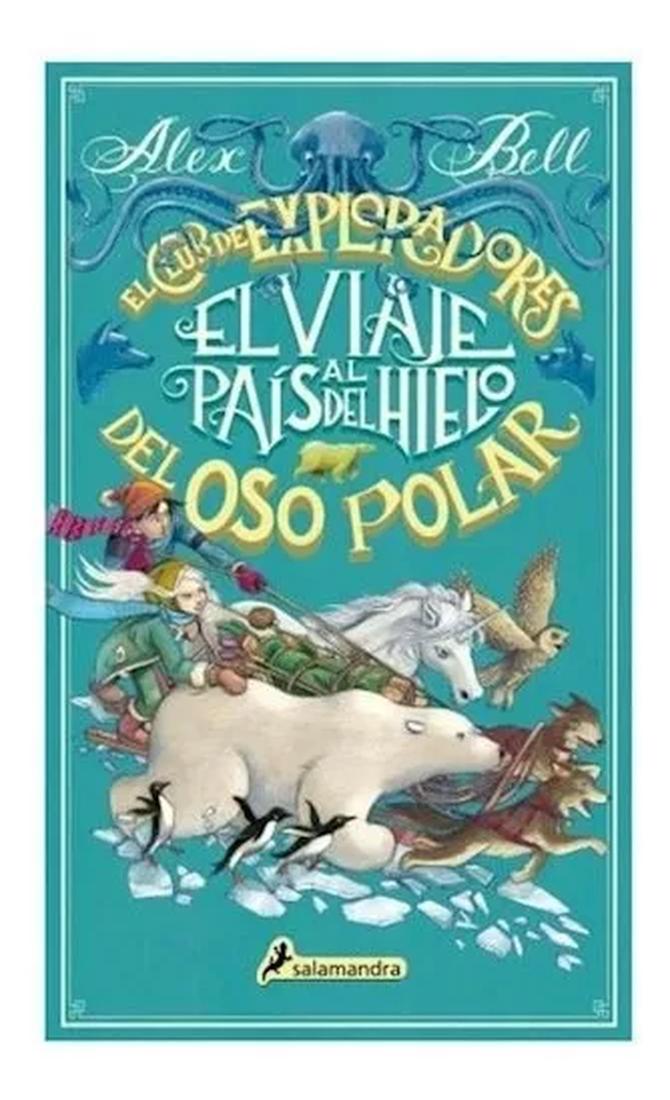 Alex Bell
EL CLUB DE EXPLORADORES
EL VIAJE
AL
PAÍS DEL HIELO
DEL OSO POLAR
salamandra